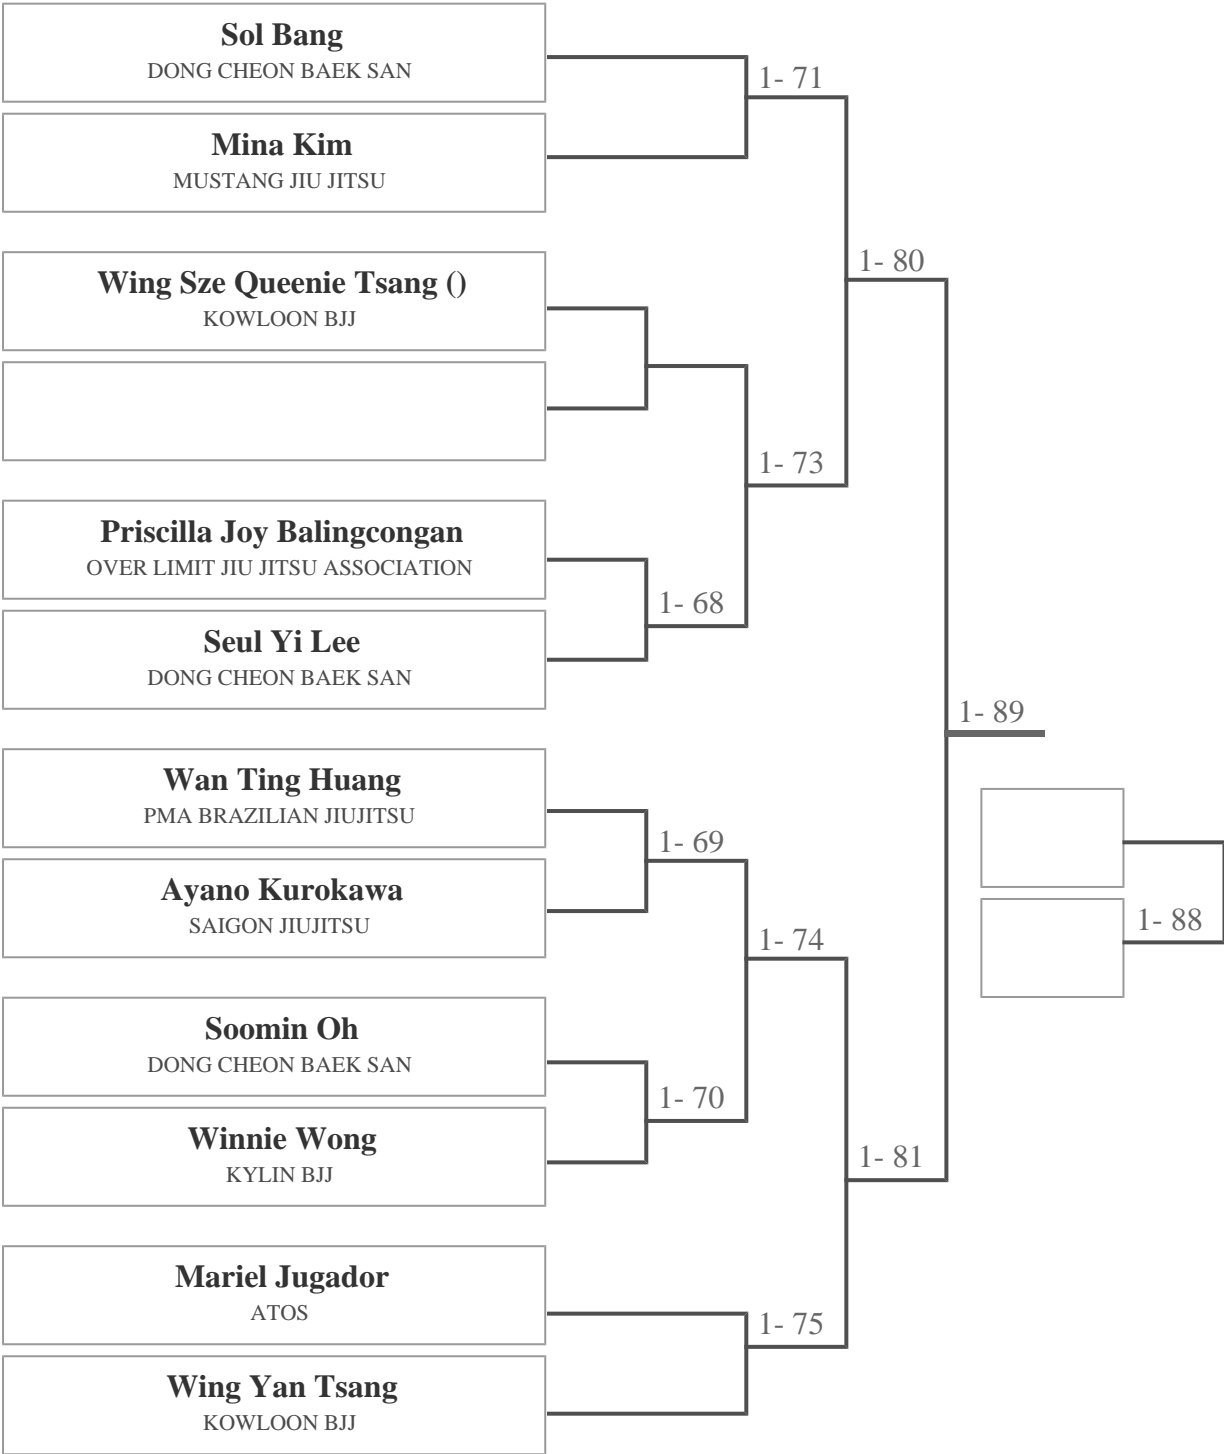 Sol Bang
DONG CHEON BAEK SAN
1- 71
Mina Kim
MUSTANG JIU JITSU
1- 80
Wing Sze Queenie Tsang ()
KOWLOON BJJ
1- 73
Priscilla Joy Balingcongan
OVER LIMIT JIU JITSU ASSOCIATION
1- 68
Seul Yi Lee
DONG CHEON BAEK SAN
1- 89
Wan Ting Huang
PMA BRAZILIAN JIUJITSU
1- 69
Ayano Kurokawa
SAIGON JIUJITSU
1- 88
1- 74
Soomin Oh
DONG CHEON BAEK SAN
1- 70
Winnie Wong
KYLIN BJJ
1- 81
Mariel Jugador
ATOS
1- 75
Wing Yan Tsang
KOWLOON BJJ